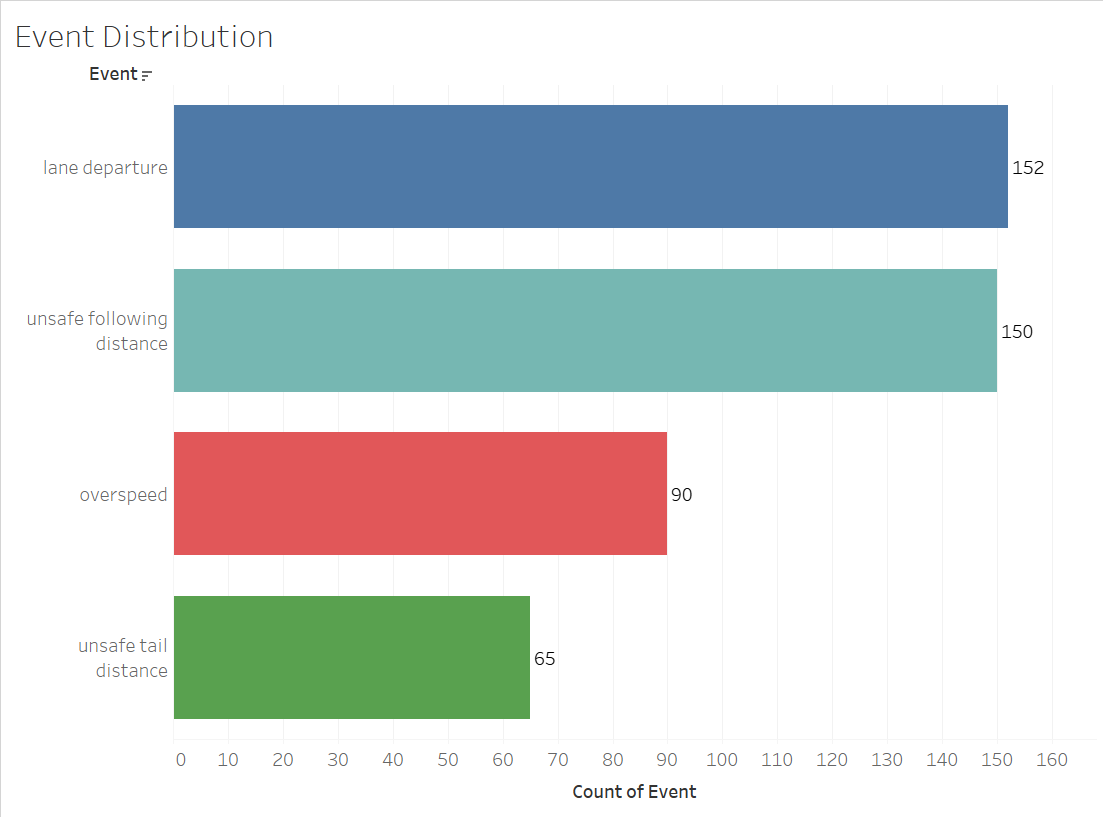 Event Distribution
Event
lane departure
152
unsafe following
distance
150
overspeed
90
unsafe tail
distance
65
0 10 20 30 40 50 60 70 80 90 100 110 120 130 140 150 160
Count of Event